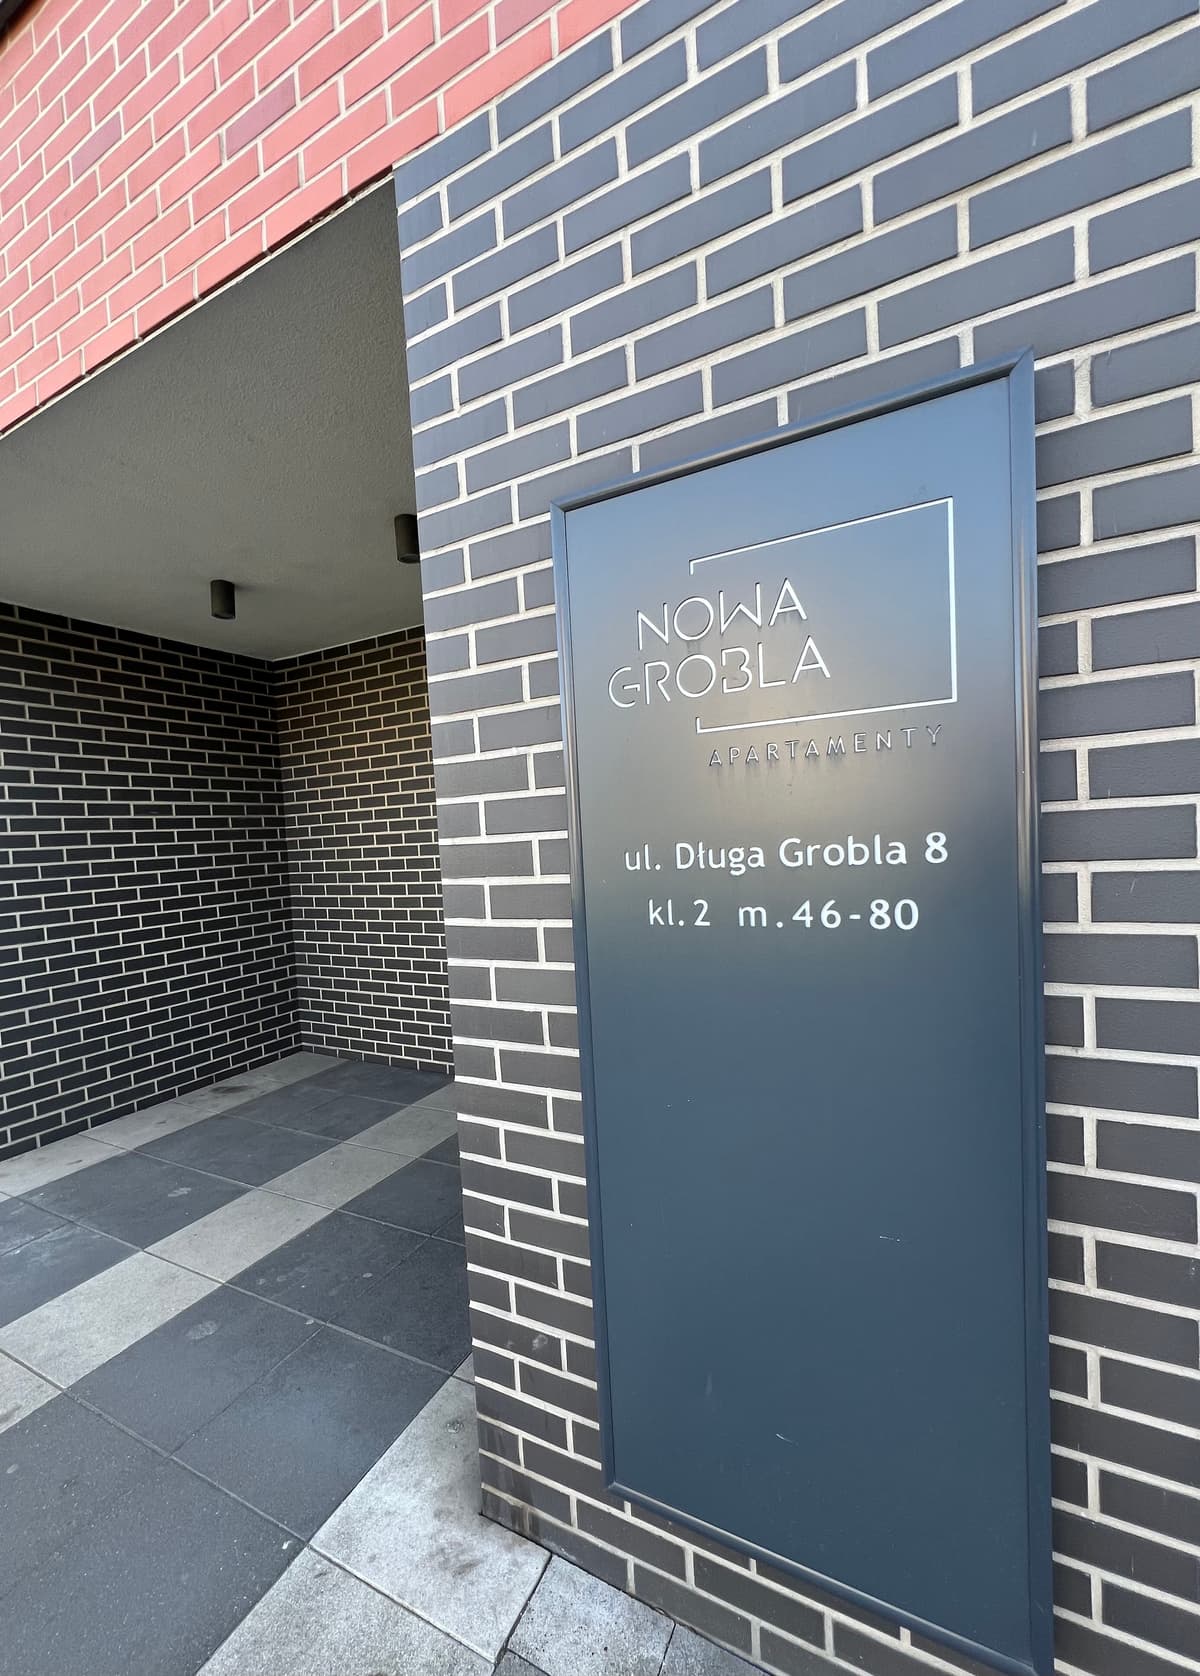 NOWA
GROBLA
APARTAMENTY
ul. Długa Grobla 8
kl.2 m.46-80